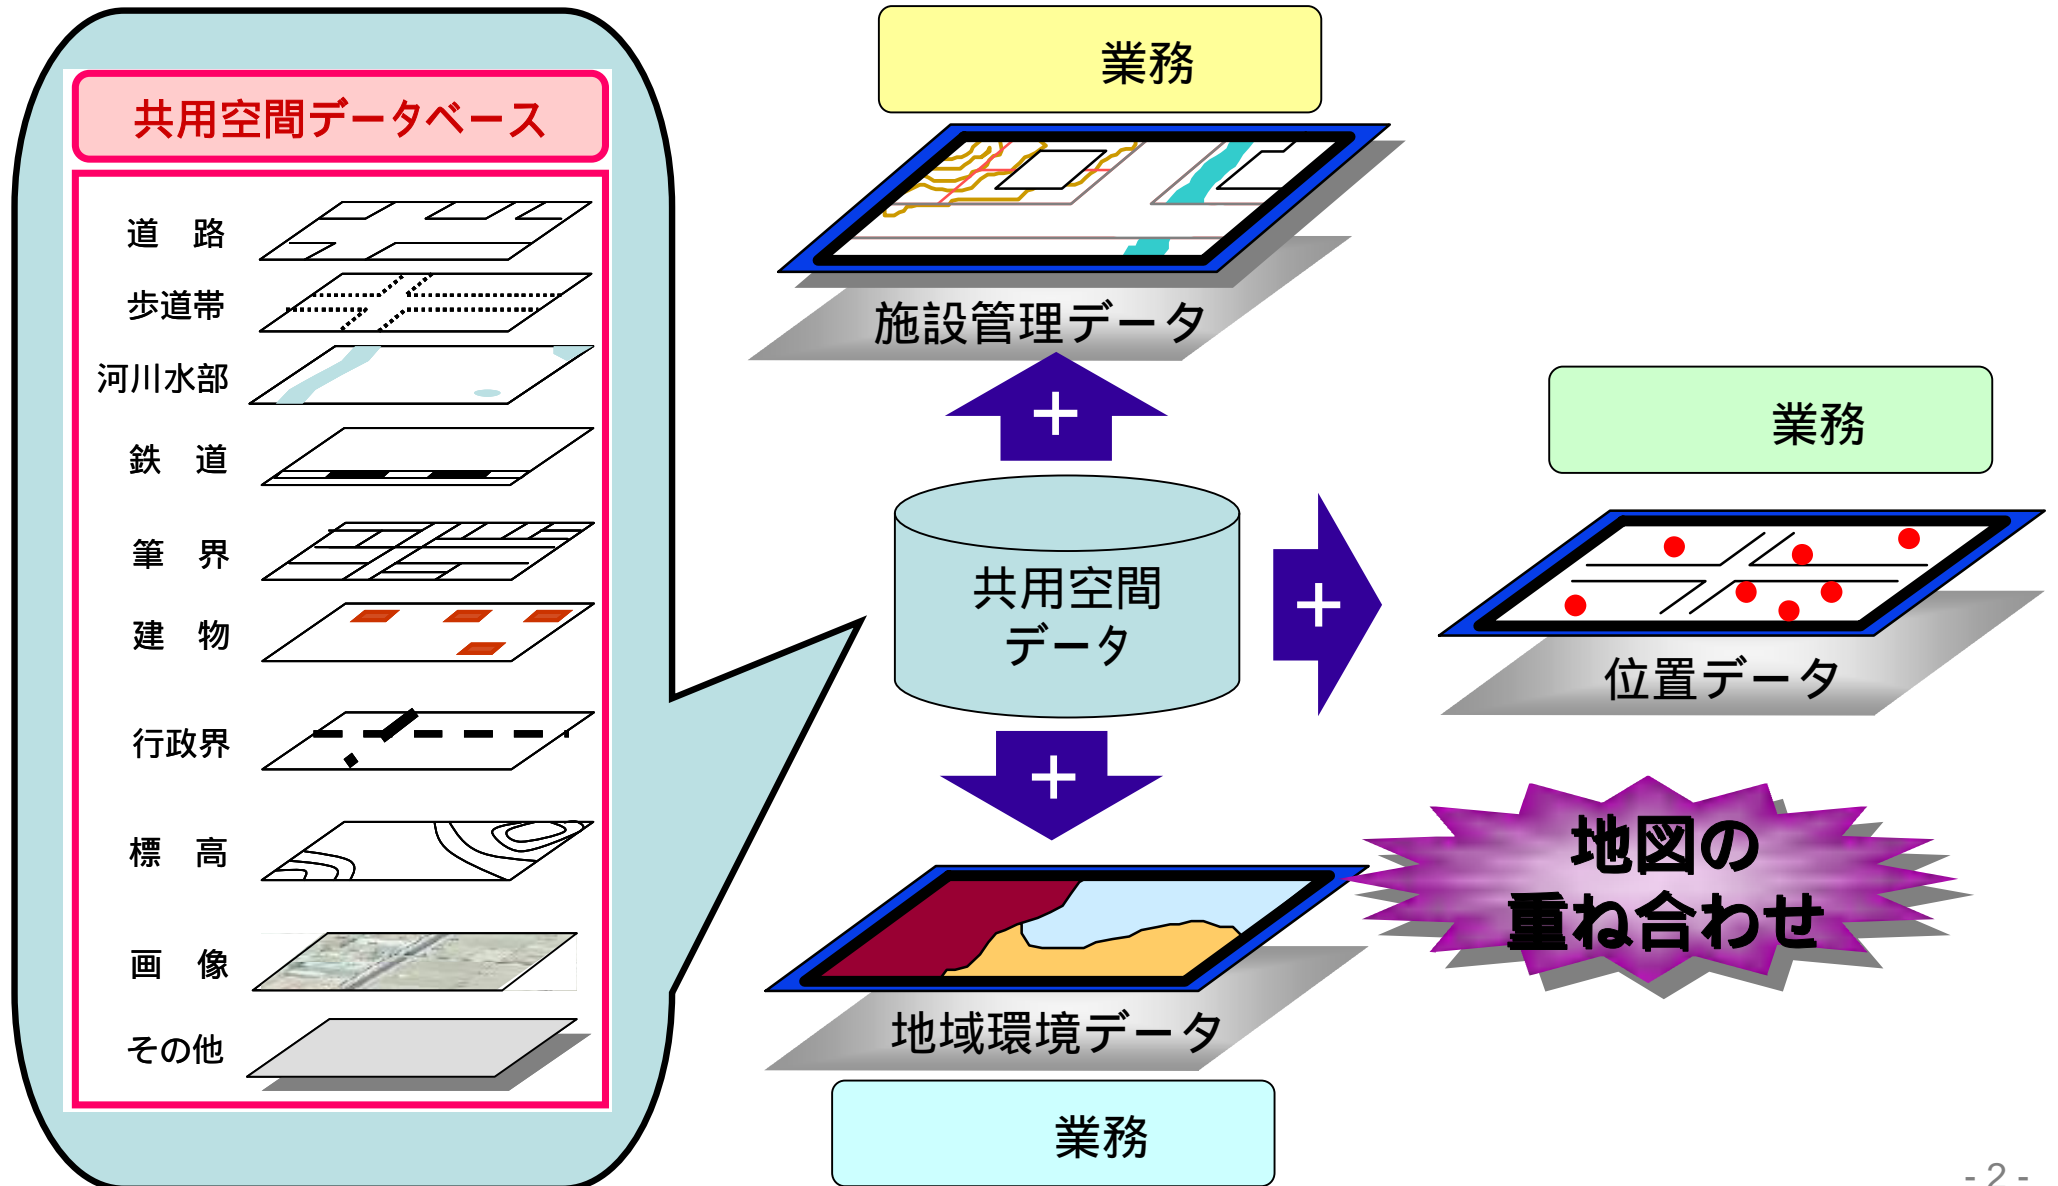 共用空間データベース
道　路
歩道帯
河川水部
鉄　道
筆　界
建　物
行政界
標　高
画　像
その他
業務
施設管理データ
+
共用空間
データ
+
業務
位置データ
+
地域環境データ
業務
地図の
重ね合わせ
- 2 -